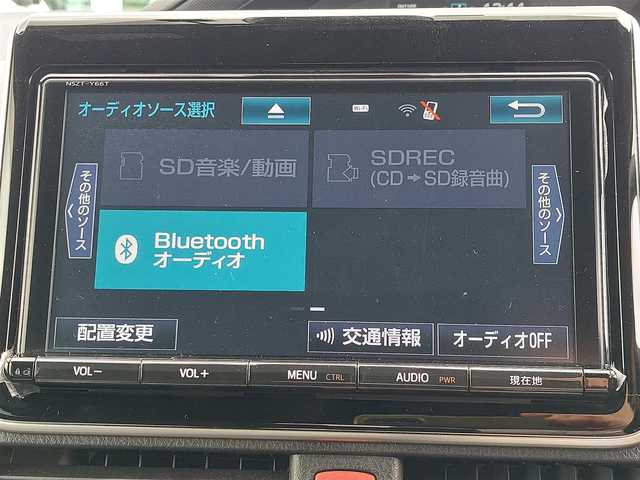 NSZT-Y66T
オーディオソース選択
Wi-Fi
SD音楽/動画
SDREC
(CD➡SD録音曲)
その他のソース
その他のソース
Bluetooth
オーディオ
配置変更
交通情報
オーディオOFF
VOL−
VOL+
MENU CTRL
AUDIO PWR
現在地